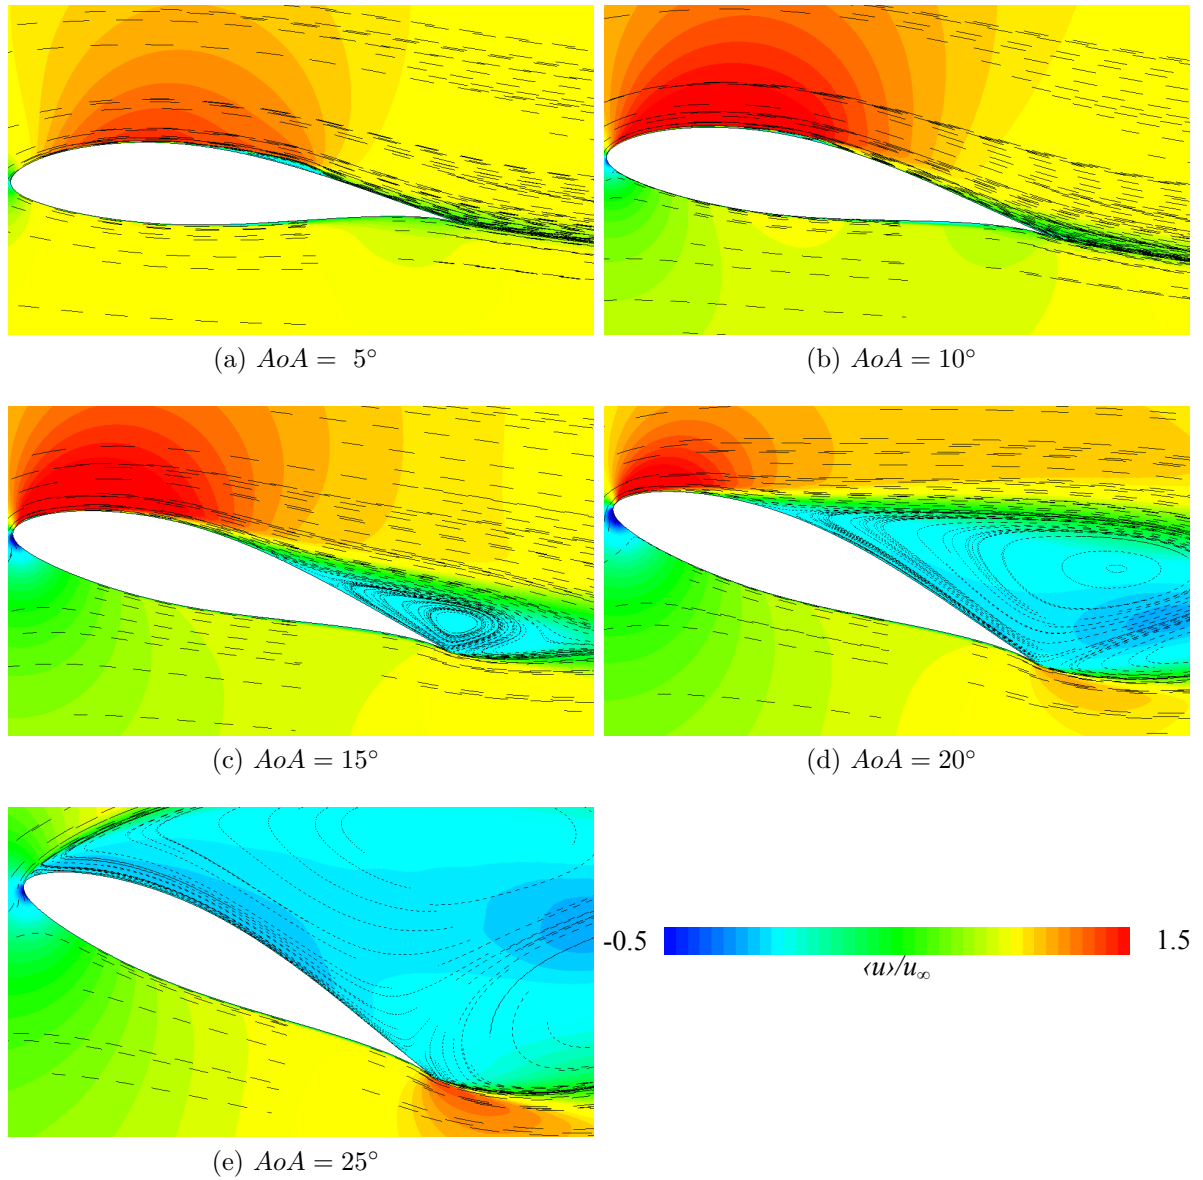 (a) AoA = 5°
(b) AoA = 10°
(c) AoA = 15°
(d) AoA = 20°
-0.5 1.5
‹u›/u∞
(e) AoA = 25°